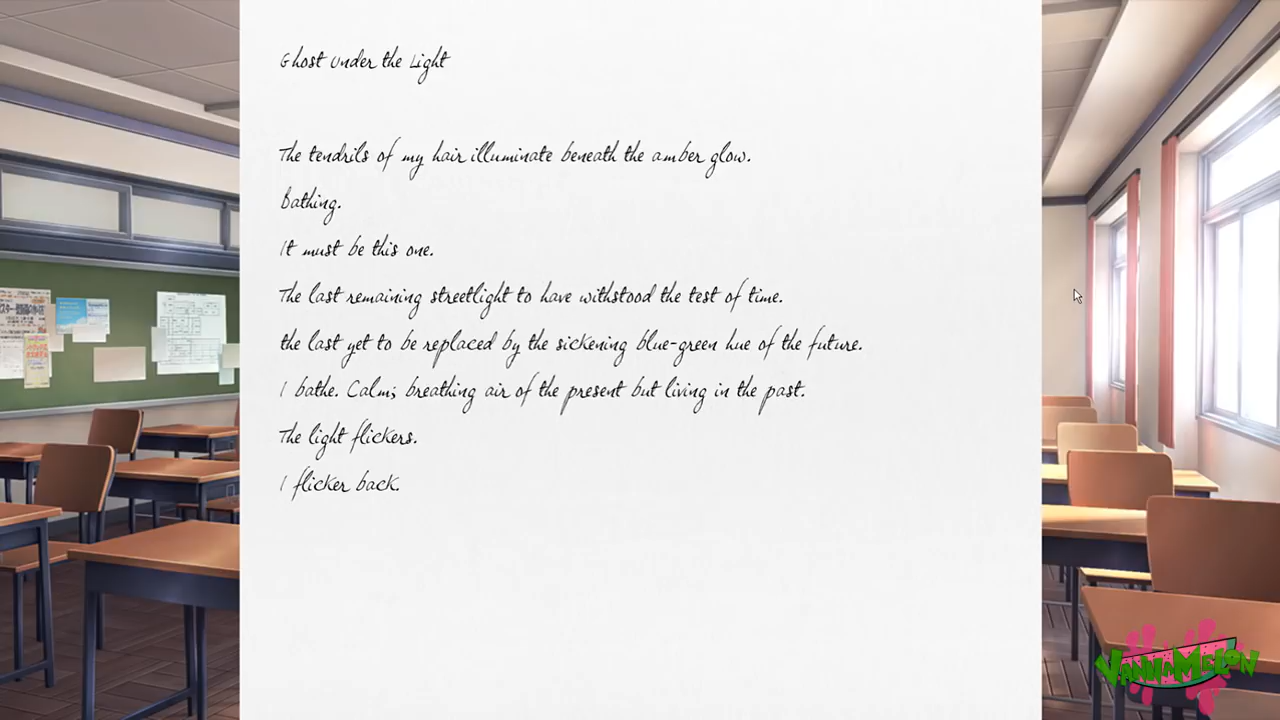 Ghost Under the Light
The tendrils of my hair illuminate beneath the amber glow.
Bathing.
It must be this one.
The last remaining streetlight to have withstood the test of time.
the last yet to be replaced by the sickening blue-green hue of the future.
I bathe. Calm; breathing air of the present but living in the past.
The light flickers.
I flicker back.
VANNAMELON